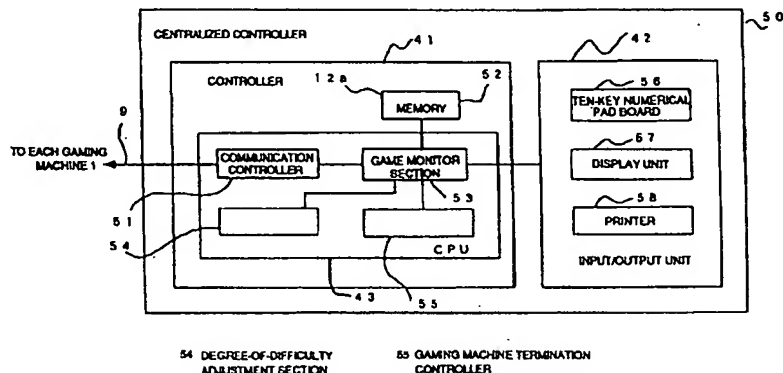 50
CENTRALIZED CONTROLLER
41
42
CONTROLLER
12a
52
56
MEMORY
TEN-KEY NUMERICAL
PAD BOARD
9
57
TO EACH GAMING
MACHINE 1
COMMUNICATION
CONTROLLER
GAME MONITOR
SECTION
DISPLAY UNIT
53
58
51
PRINTER
54
CPU
INPUT/OUTPUT UNIT
43
55
54 DEGREE-OF-DIFFICULTY
ADJUSTMENT SECTION
55 GAMING MACHINE TERMINATION
CONTROLLER